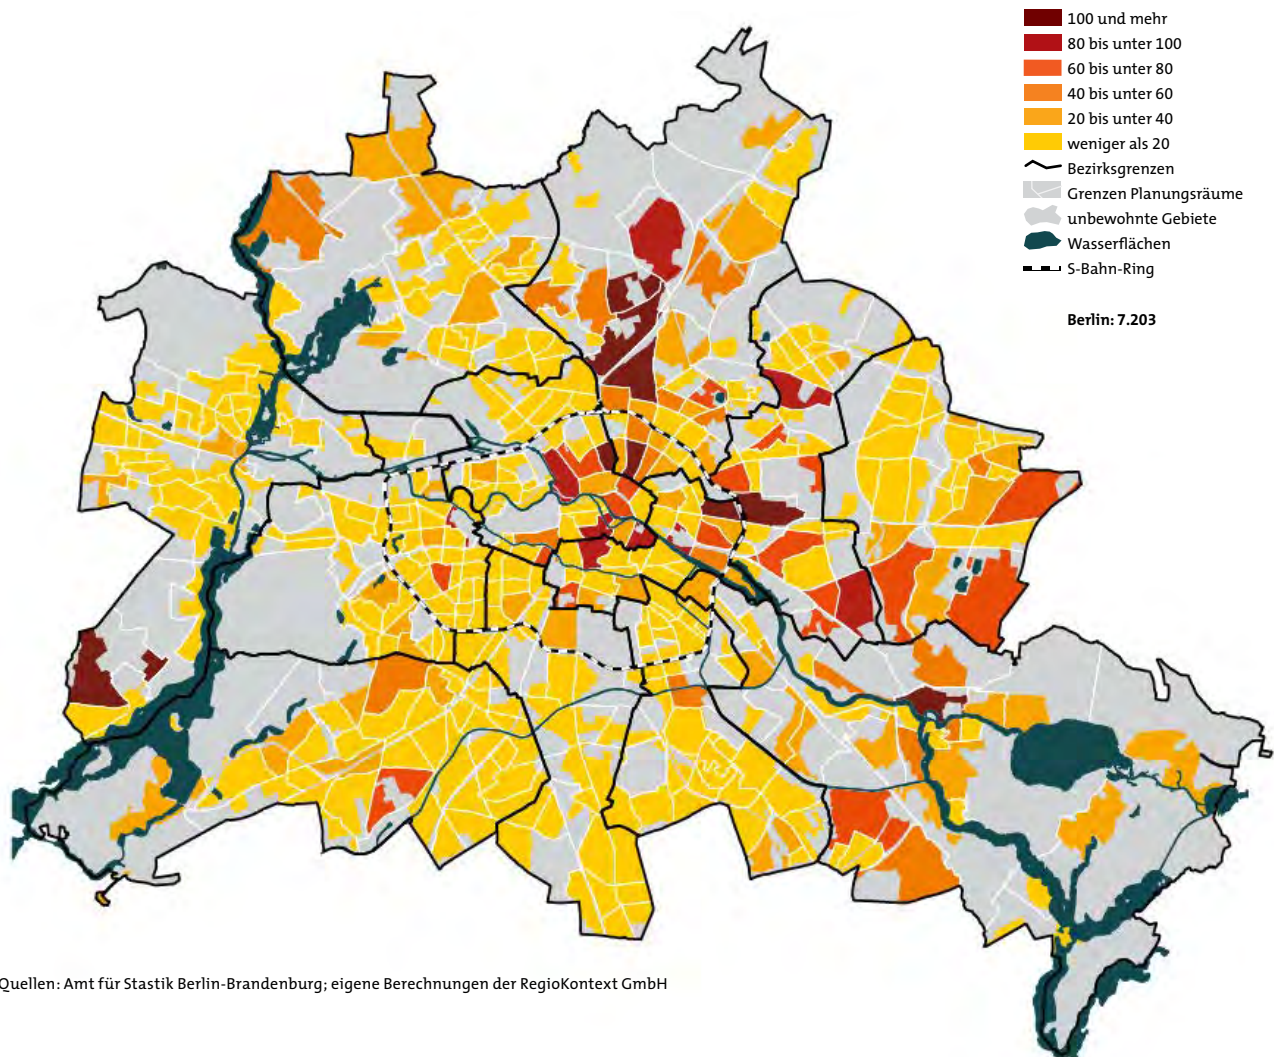 100 und mehr
80 bis unter 100
60 bis unter 80
40 bis unter 60
20 bis unter 40
weniger als 20
Bezirksgrenzen
Grenzen Planungsräume
unbewohnte Gebiete
Wasserflächen
S-Bahn-Ring
Berlin: 7.203
Quellen: Amt für Stastik Berlin-Brandenburg; eigene Berechnungen der RegioKontext GmbH